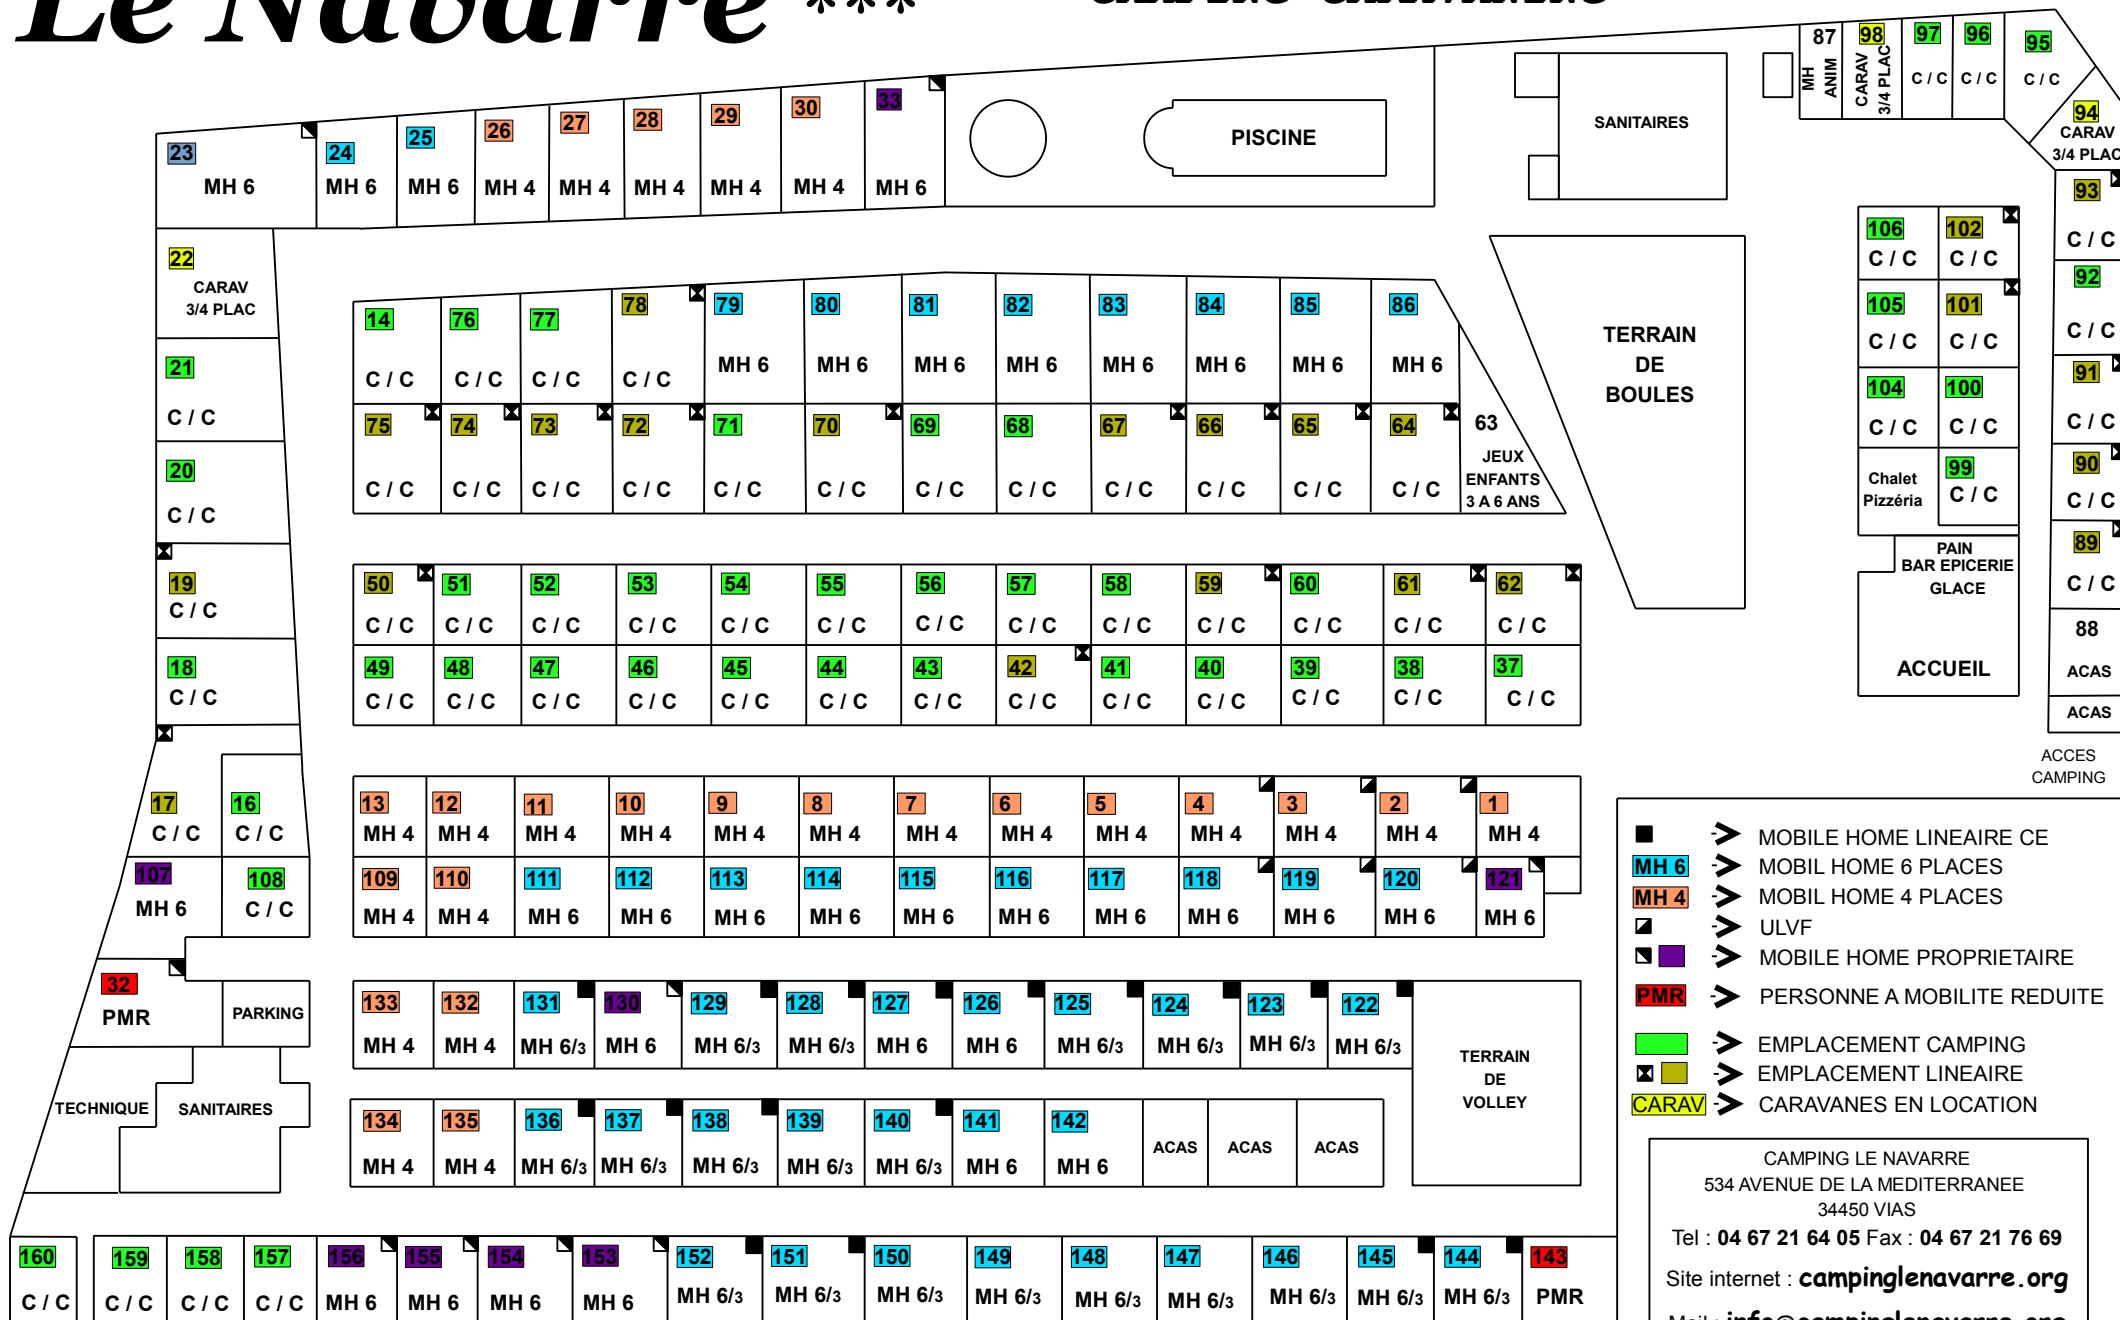 Le Navarre ***
CAMPING CARAVANING
87 98 97 96 95
MH ANIM
CARAV 3/4 PLAC
C / C C / C C / C
94
CARAV
3/4 PLAC
23 24 25 26 27 28 29 30 33
MH 6 MH 6 MH 6 MH 4 MH 4 MH 4 MH 4 MH 4 MH 6
PISCINE
SANITAIRES
93
C / C
92
C / C
91
C / C
90
C / C
89
C / C
88
ACAS
ACAS
ACCES
CAMPING
106 102
C / C C / C
105 101
C / C C / C
104 100
C / C C / C
Chalet
Pizzéria
99
C / C
PAIN
BAR EPICERIE
GLACE
ACCUEIL
TERRAIN
DE
BOULES
22
CARAV
3/4 PLAC
21
C / C
20
C / C
19
C / C
18
C / C
17 16
C / C C / C
107 108
MH 6 C / C
32
PMR
PARKING
TECHNIQUE SANITAIRES
14 76 77 78 79 80 81 82 83 84 85 86
C / C C / C C / C C / C MH 6 MH 6 MH 6 MH 6 MH 6 MH 6 MH 6 MH 6
75 74 73 72 71 70 69 68 67 66 65 64
C / C C / C C / C C / C C / C C / C C / C C / C C / C C / C C / C C / C
63
JEUX
ENFANTS
3 A 6 ANS
50 51 52 53 54 55 56 57 58 59 60 61 62
C / C C / C C / C C / C C / C C / C C / C C / C C / C C / C C / C C / C C / C
49 48 47 46 45 44 43 42 41 40 39 38 37
C / C C / C C / C C / C C / C C / C C / C C / C C / C C / C C / C C / C C / C
13 12 11 10 9 8 7 6 5 4 3 2 1
MH 4 MH 4 MH 4 MH 4 MH 4 MH 4 MH 4 MH 4 MH 4 MH 4 MH 4 MH 4 MH 4
109 110 111 112 113 114 115 116 117 118 119 120 121
MH 4 MH 4 MH 6 MH 6 MH 6 MH 6 MH 6 MH 6 MH 6 MH 6 MH 6 MH 6 MH 6
133 132 131 130 129 128 127 126 125 124 123 122
MH 4 MH 4 MH 6/3 MH 6 MH 6/3 MH 6/3 MH 6 MH 6 MH 6/3 MH 6/3 MH 6/3 MH 6/3
TERRAIN
DE
VOLLEY
134 135 136 137 138 139 140 141 142
MH 4 MH 4 MH 6/3 MH 6/3 MH 6/3 MH 6/3 MH 6/3 MH 6 MH 6 ACAS ACAS ACAS
160 159 158 157 156 155 154 153 152 151 150 149 148 147 146 145 144 143
C / C C / C C / C C / C MH 6 MH 6 MH 6 MH 6 MH 6/3 MH 6/3 MH 6/3 MH 6/3 MH 6/3 MH 6/3 MH 6/3 MH 6/3 MH 6/3 PMR
MOBILE HOME LINEAIRE CE
MH 6 MOBIL HOME 6 PLACES
MH 4 MOBIL HOME 4 PLACES
ULVF
MOBILE HOME PROPRIETAIRE
PMR PERSONNE A MOBILITE REDUITE
EMPLACEMENT CAMPING
EMPLACEMENT LINEAIRE
CARAV CARAVANES EN LOCATION
CAMPING LE NAVARRE
534 AVENUE DE LA MEDITERRANEE
34450 VIAS
Tel : 04 67 21 64 05 Fax : 04 67 21 76 69
Site internet : campinglenavarre.org
Mail : info@campinglenavarre.org